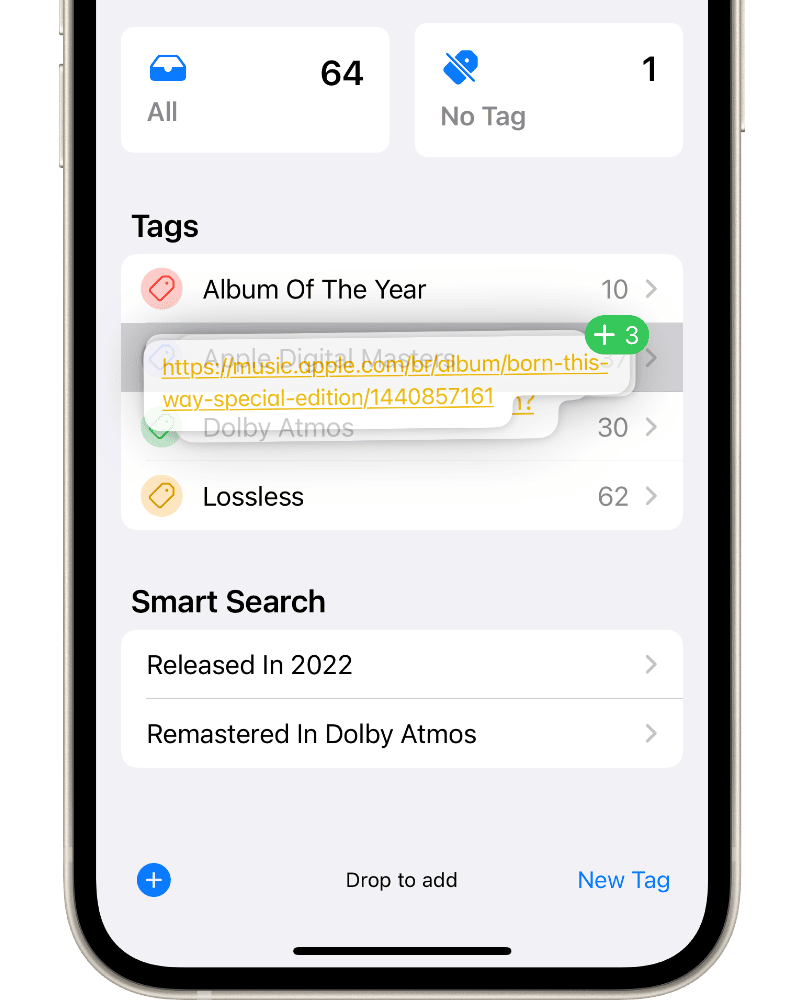 64
All
1
No Tag
Tags
Album Of The Year
10
3
Apple Digital Masters
37
https://music.apple.com/br/album/born-this-
way-special-edition/1440857161
n?
Dolby Atmos
30
Lossless
62
Smart Search
Released In 2022
Remastered In Dolby Atmos
Drop to add
New Tag